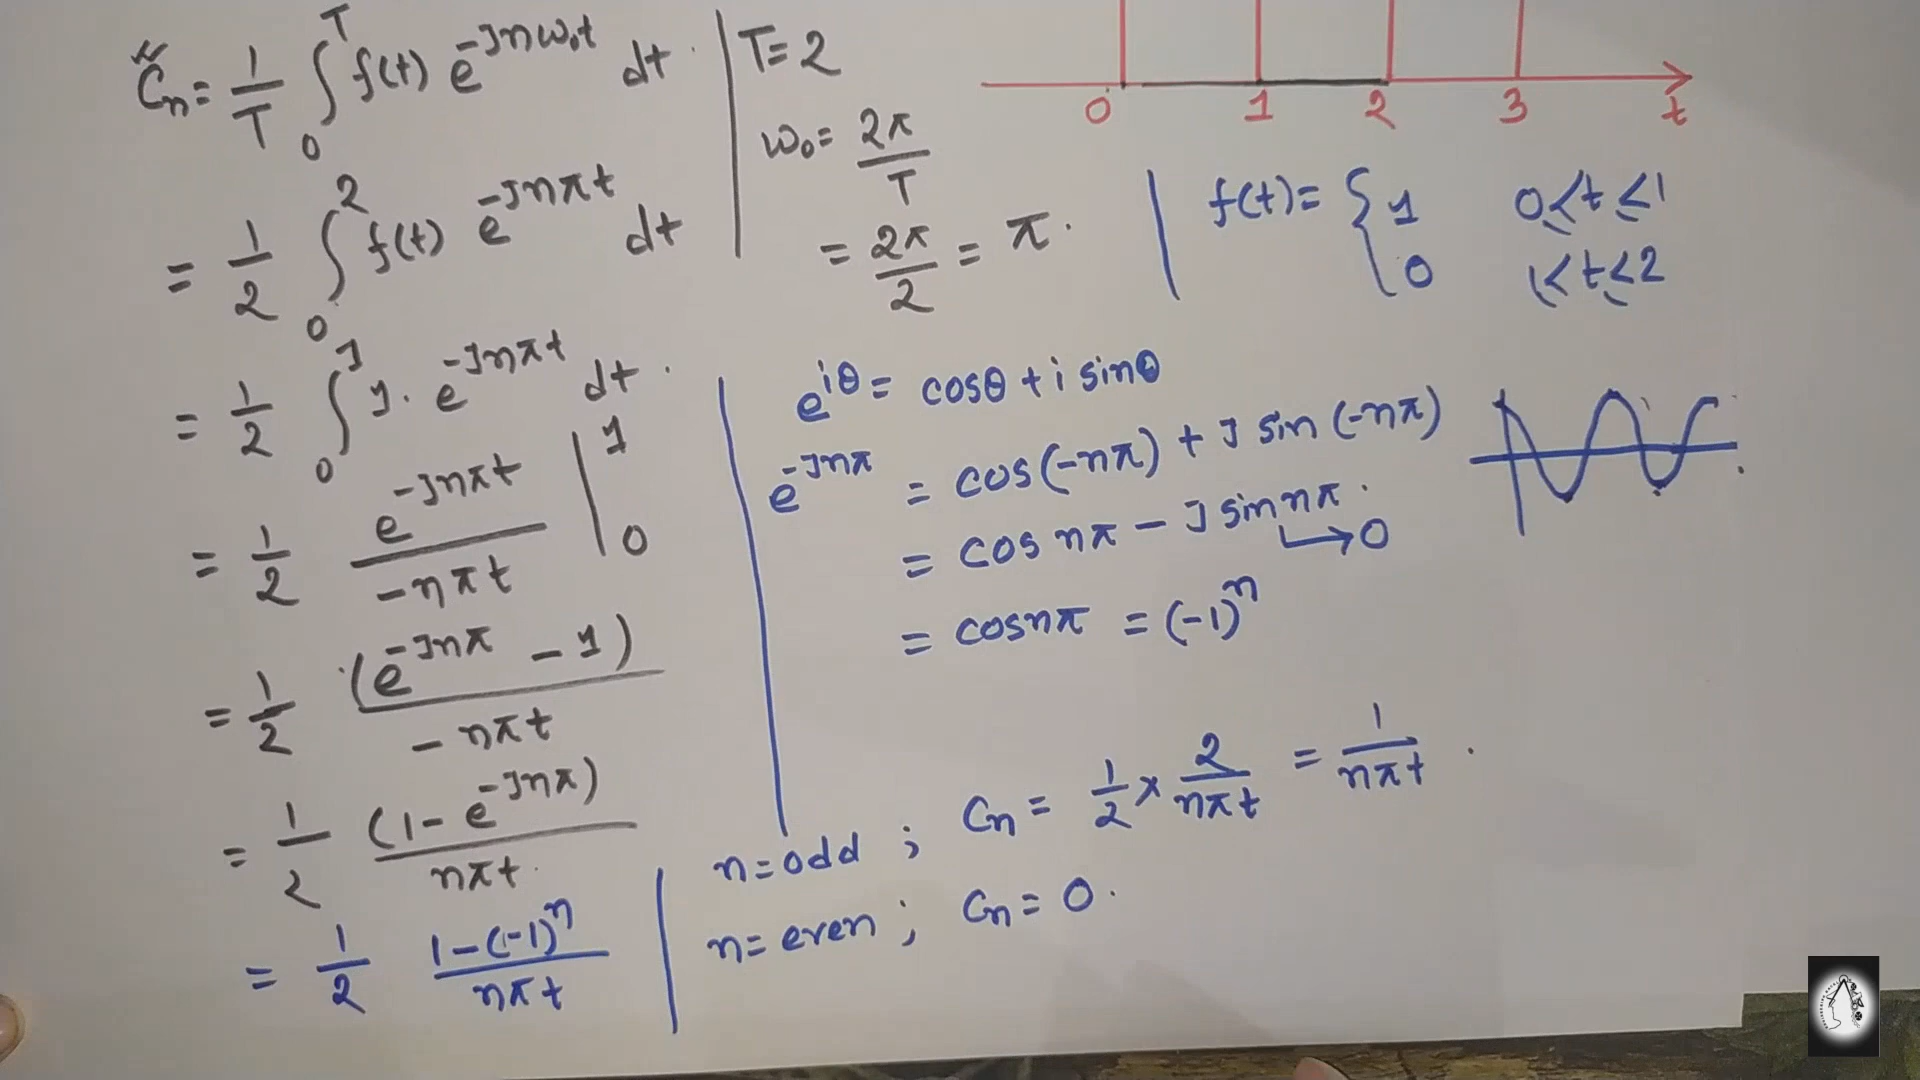 Cn = 1/T ∫₀ᵀ f(t) e^(-Jnω₀t) dt.
= 1/2 ∫₀² f(t) e^(-Jnπt) dt
= 1/2 ∫₀¹ 1. e^(-Jnπt) dt.
= 1/2 e^(-Jnπt)/(-nπt) |₀¹
= 1/2 (e^(-Jnπ) - 1)/(-nπt)
= 1/2 (1 - e^(-Jnπ))/(nπt).
= 1/2 (1-(-1)^n)/(nπt)
T = 2
ω₀ = 2π/T
= 2π/2 = π.
0 1 2 3 t
f(t) = { 1 0≤t≤1
0 1≤t≤2
e^(iθ) = cosθ + i sinθ
e^(-Jnπ) = cos(-nπ) + J sin(-nπ)
= cos nπ - J sin nπ.
→ 0
= cosnπ = (-1)^n
n = odd ; Cn = 1/2 × 2/(nπt) = 1/(nπt).
n = even ; Cn = 0.